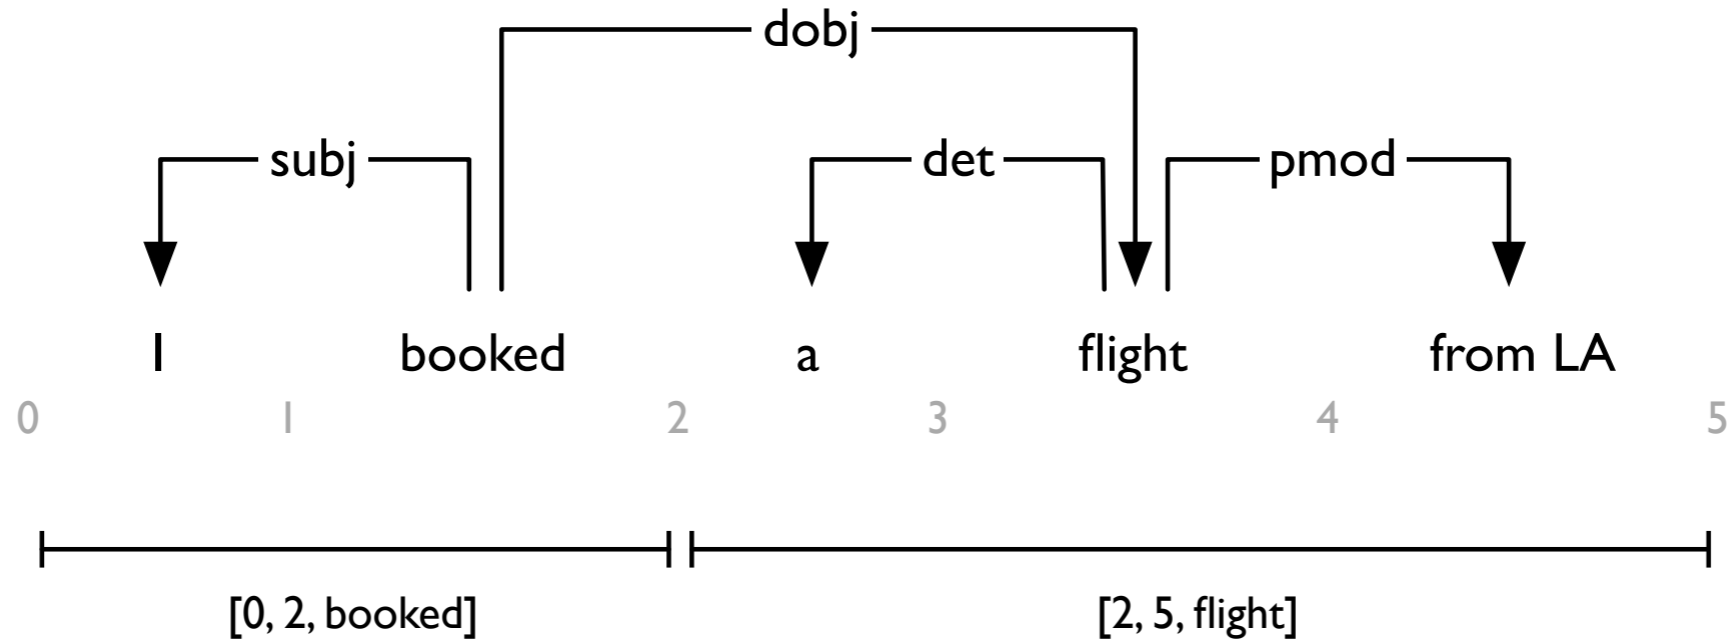 dobj
subj det pmod
I booked a flight from LA
0 1 2 3 4 5
[0, 2, booked] [2, 5, flight]